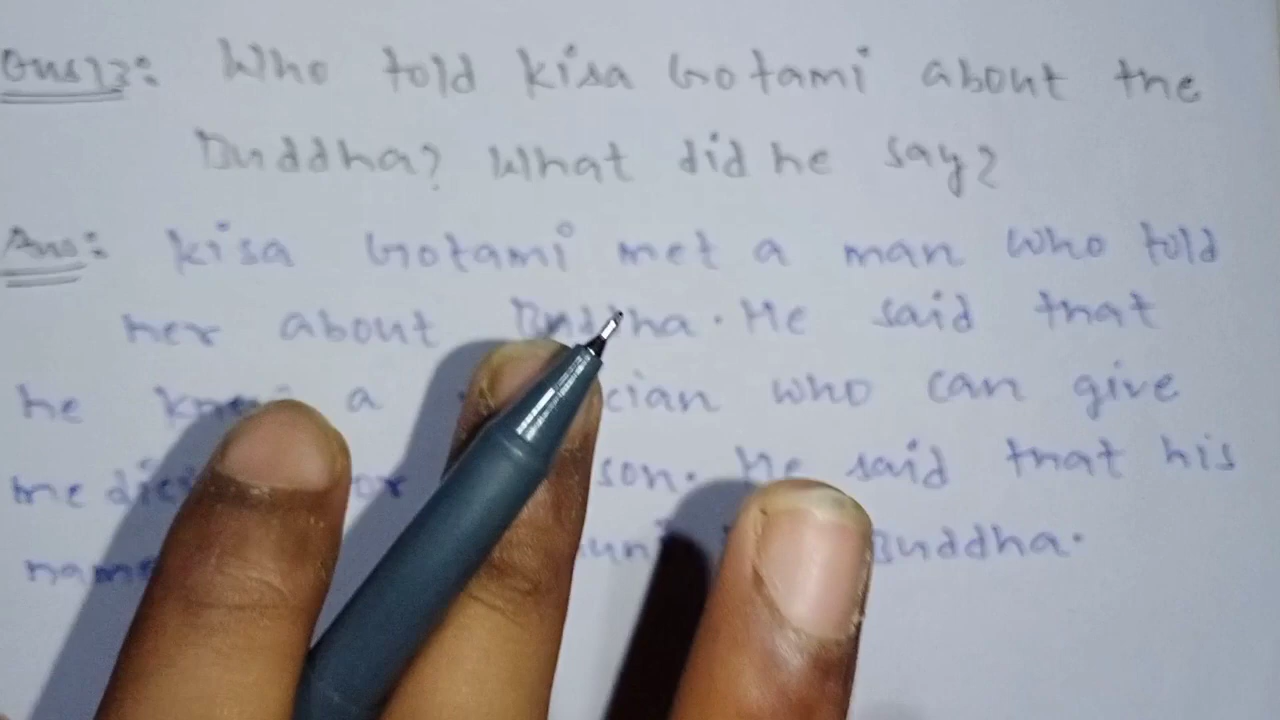 Ques13: Who told kisa Gotami about the
Buddha? What did he say?
Ans: kisa Gotami met a man who told
her about Buddha. He said that
he a who can give
son. He said that his
Buddha.